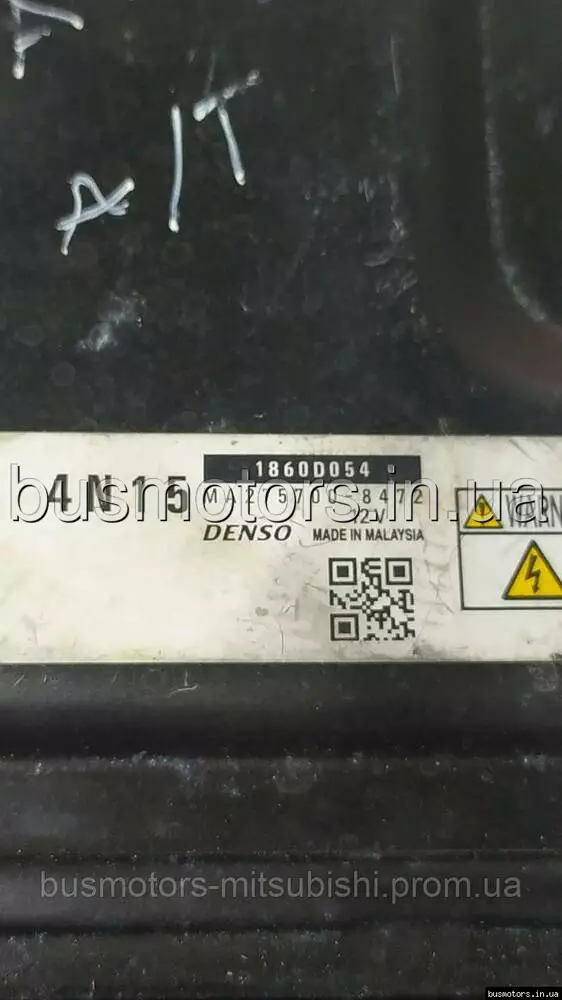 A/T
1860D054
4N15
MA275700-8472
12V
DENSO MADE IN MALAYSIA
WARN
busmotors.in.ua
busmotors-mitsubishi.prom.ua
busmotors.in.ua